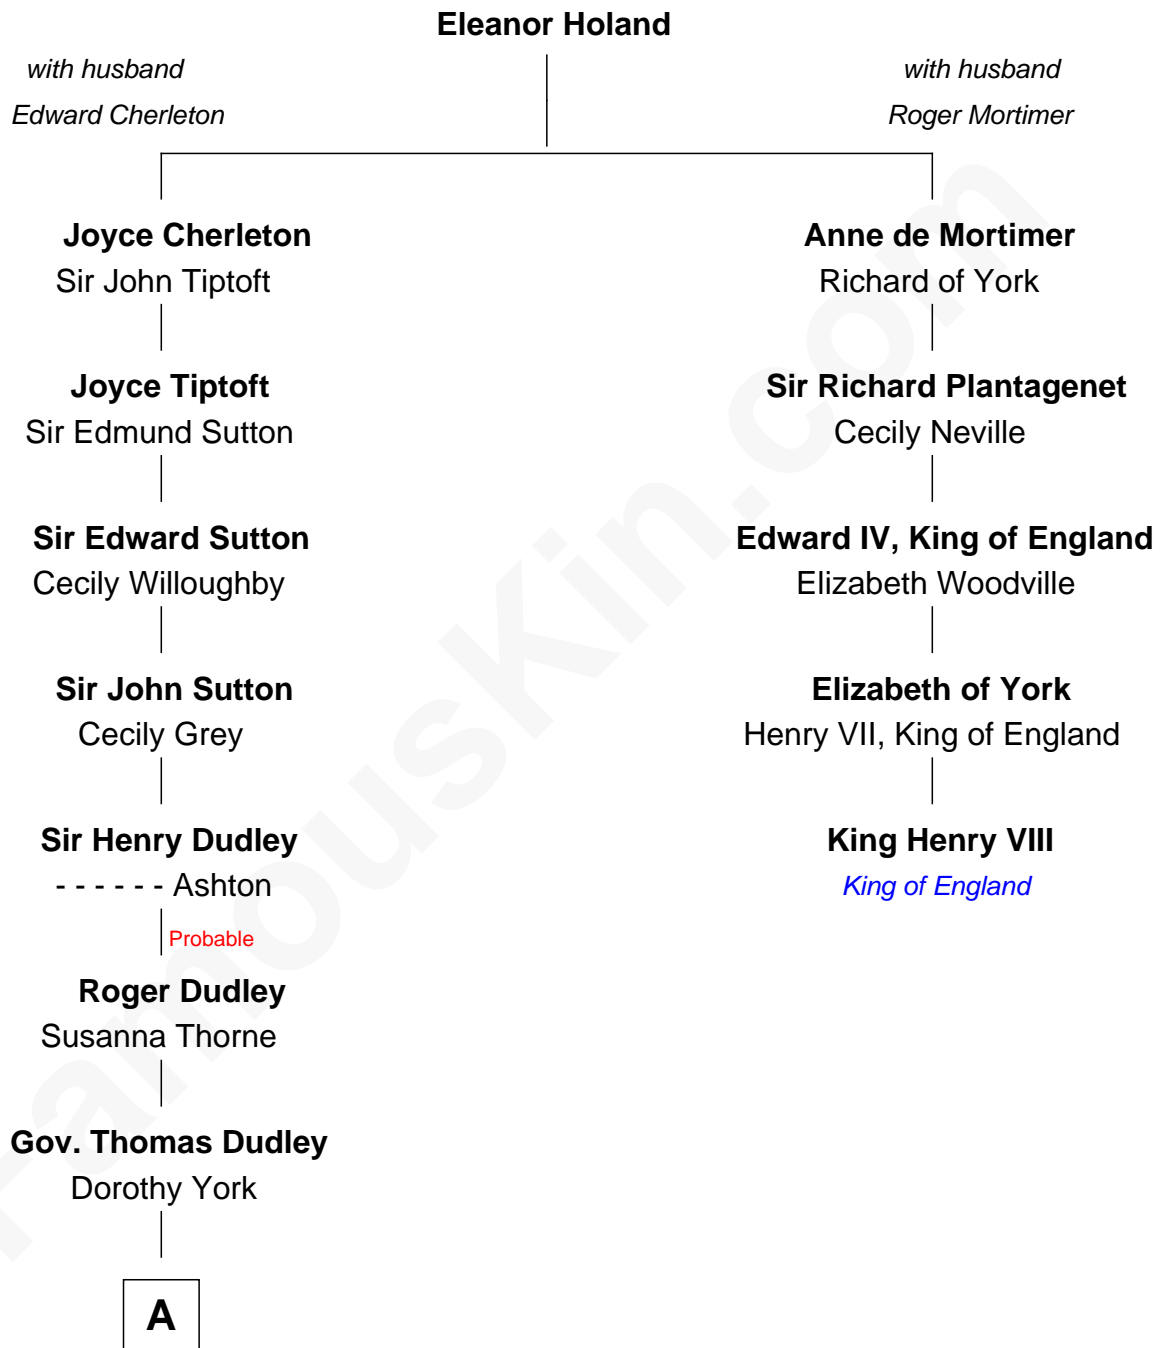 Eleanor Holand
with husband
Edward Cherleton
with husband
Roger Mortimer
Joyce Cherleton
Sir John Tiptoft
Anne de Mortimer
Richard of York
Joyce Tiptoft
Sir Edmund Sutton
Sir Richard Plantagenet
Cecily Neville
Sir Edward Sutton
Cecily Willoughby
Edward IV, King of England
Elizabeth Woodville
Sir John Sutton
Cecily Grey
Elizabeth of York
Henry VII, King of England
Sir Henry Dudley
- - - - - - Ashton
King Henry VIII
King of England
Probable
Roger Dudley
Susanna Thorne
Gov. Thomas Dudley
Dorothy York
A
FamousKin.com